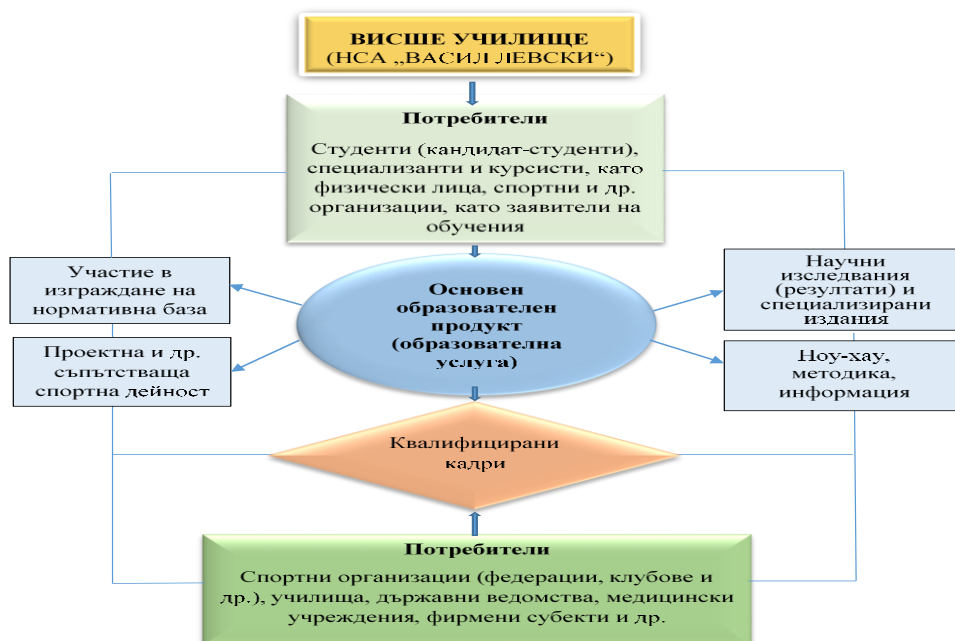 ВИСШЕ УЧИЛИЩЕ
(НСА „ВАСИЛ ЛЕВСКИ“)
Потребители
Студенти (кандидат-студенти),
специализанти и курсисти, като
физически лица, спортни и др.
организации, като заявители на
обучения
Участие в
изграждане на
нормативна база
Проектна и др.
съпътстваща
спортна дейност
Основен
образователен
продукт
(образователна
услуга)
Научни
изследвания
(резултати) и
специализирани
издания
Ноу-хау,
методика,
информация
Квалифицирани
кадри
Потребители
Спортни организации (федерации, клубове и
др.), училища, държавни ведомства, медицински
учреждения, фирмени субекти и др.